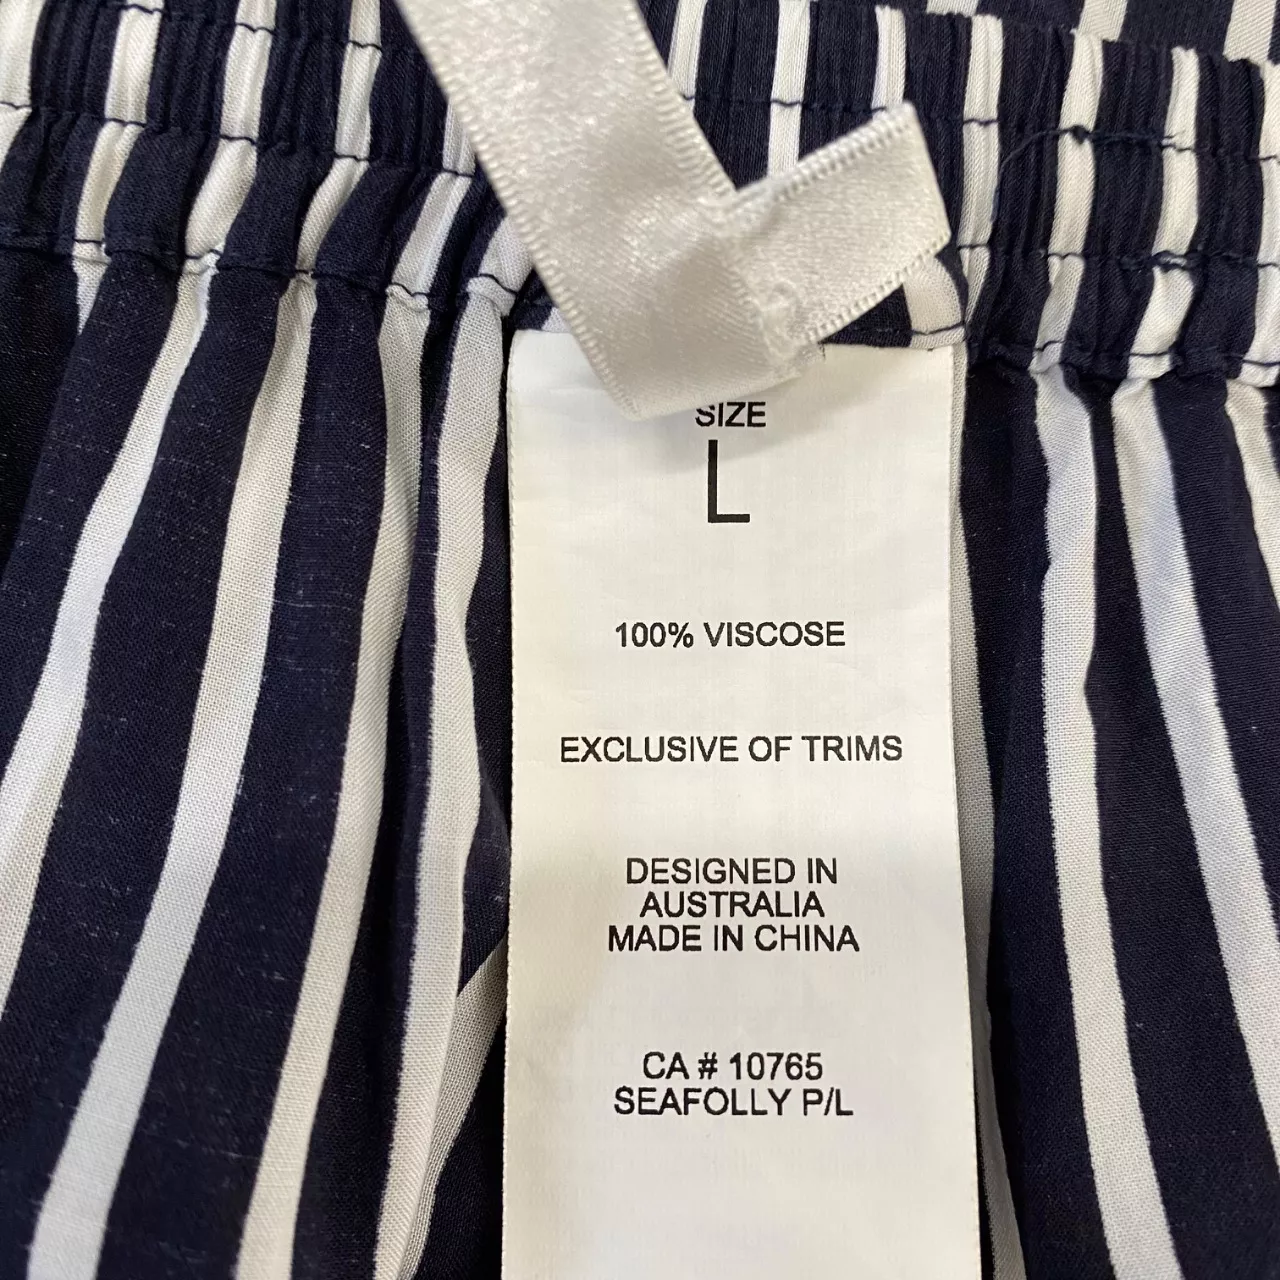 SIZE
L
100% VISCOSE
EXCLUSIVE OF TRIMS
DESIGNED IN
AUSTRALIA
MADE IN CHINA
CA # 10765
SEAFOLLY P/L